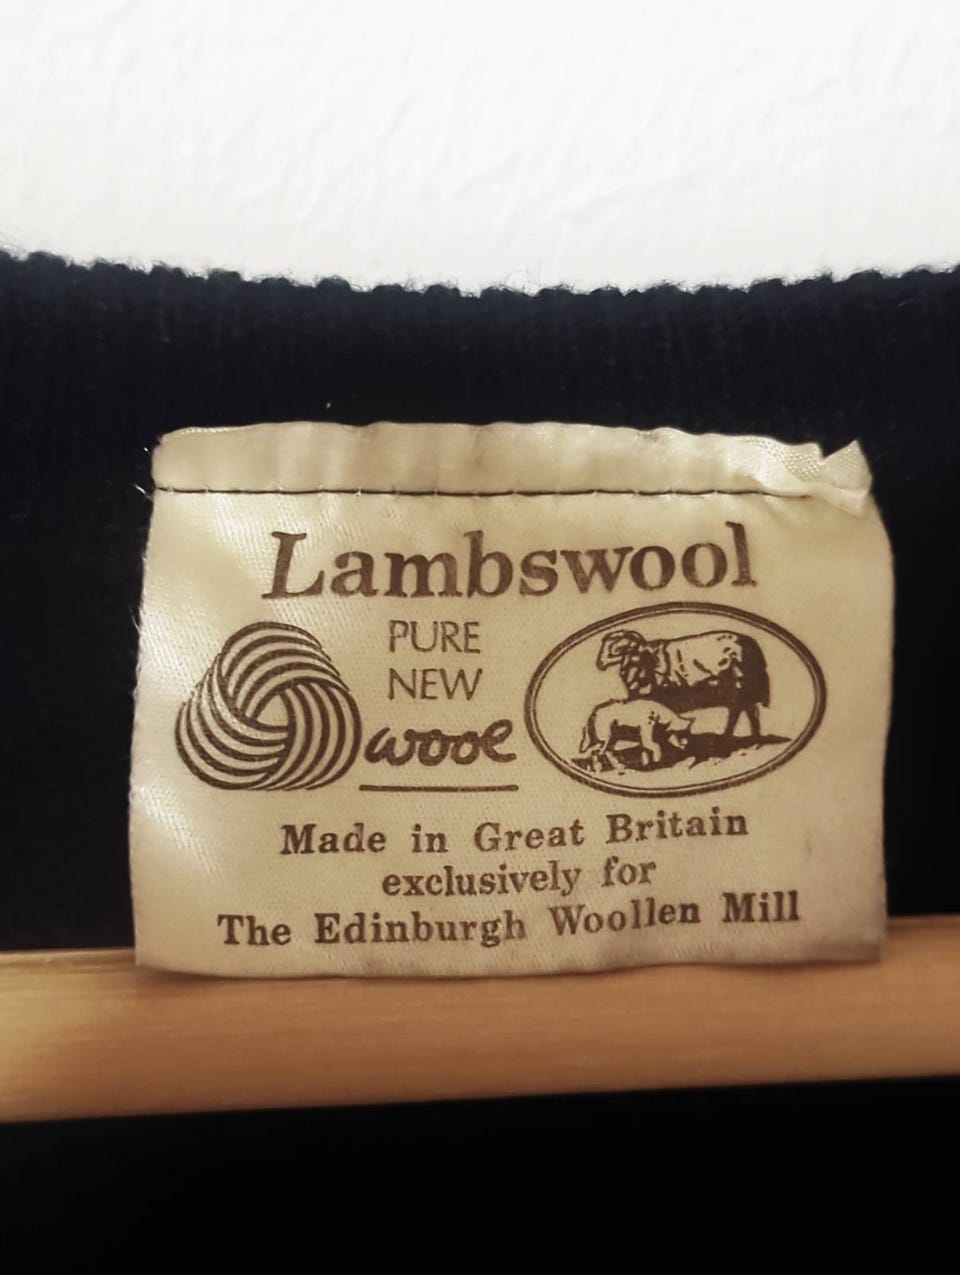 Lambswool
PURE
NEW
wool
Made in Great Britain
exclusively for
The Edinburgh Woollen Mill